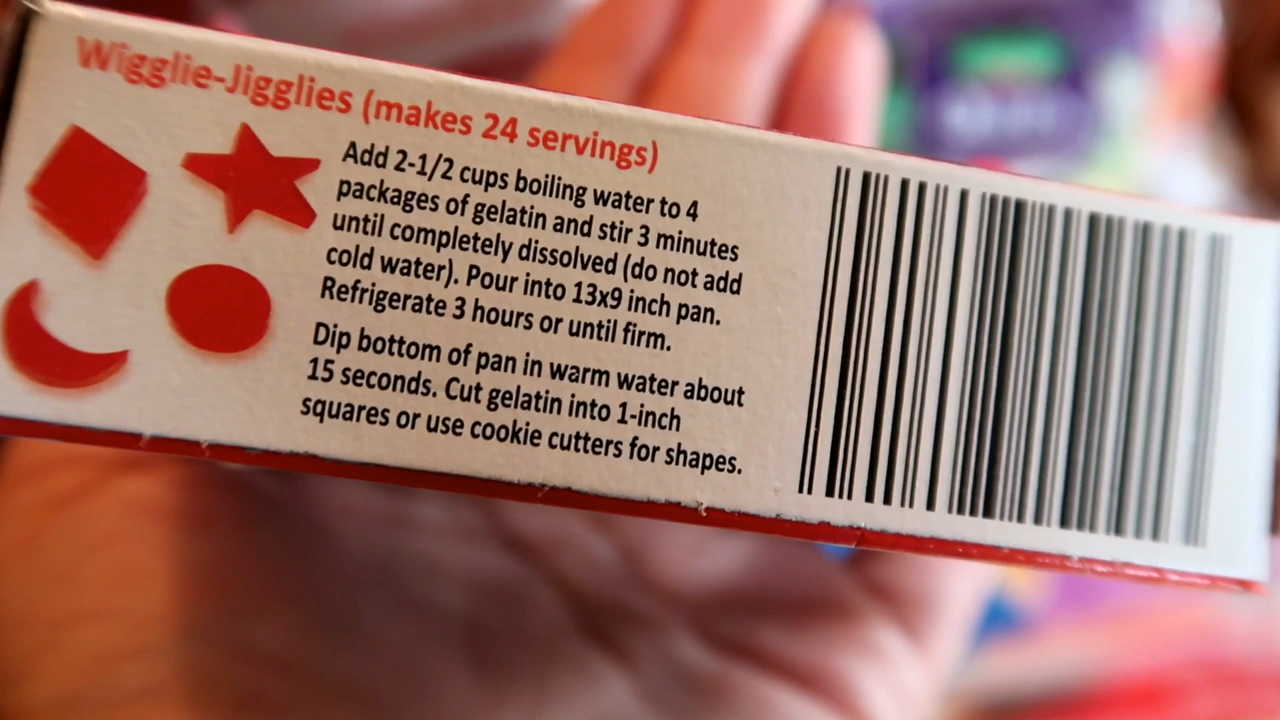 Wigglie-Jigglies (makes 24 servings)
Add 2-1/2 cups boiling water to 4
packages of gelatin and stir 3 minutes
until completely dissolved (do not add
cold water). Pour into 13x9 inch pan.
Refrigerate 3 hours or until firm.
Dip bottom of pan in warm water about
15 seconds. Cut gelatin into 1-inch
squares or use cookie cutters for shapes.